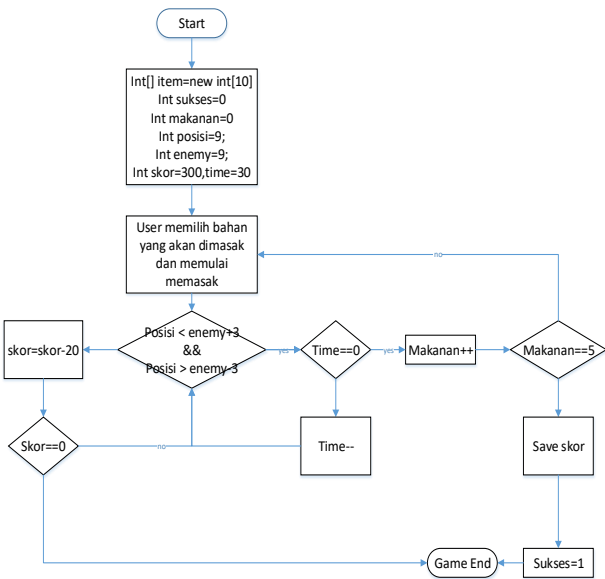 Start
Int[] item=new int[10]
Int sukses=0
Int makanan=0
Int posisi=9;
Int enemy=9;
Int skor=300,time=30
User memilih bahan
yang akan dimasak
dan memulai
memasak
no
Posisi < enemy+3
&&
Posisi > enemy-3
skor=skor-20
yes
Time==0
yes
Makanan++
Makanan==5
Skor==0
no
Time--
Save skor
Game End
Sukses=1